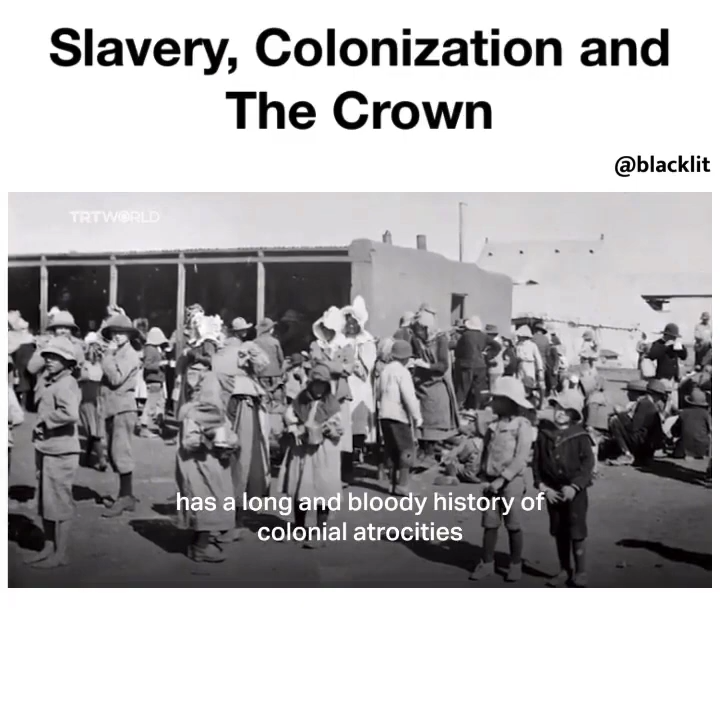 Slavery, Colonization and
The Crown
@blacklit
TRTWORLD
has a long and bloody history of
colonial atrocities